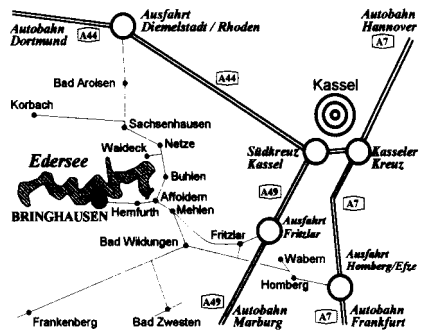 Autobahn
Dortmund
A44
Ausfahrt
Diemelstadt / Rhoden
Autobahn
Hannover
A7
A44
Bad Arolsen
Kassel
Korbach
Sachsenhausen
Netze
Waldeck
Edersee
Buhlen
Südkreuz
Kassel
Kasseler
Kreuz
A49
Affoldern
BRINGHAUSEN
Hemfurth
Mehlen
A7
Ausfahrt
Fritzlar
Fritzlar
Bad Wildungen
Wabern
Ausfahrt
Homberg/Efze
Homberg
A49
Autobahn
Marburg
A7
Autobahn
Frankfurt
Frankenberg
Bad Zwesten